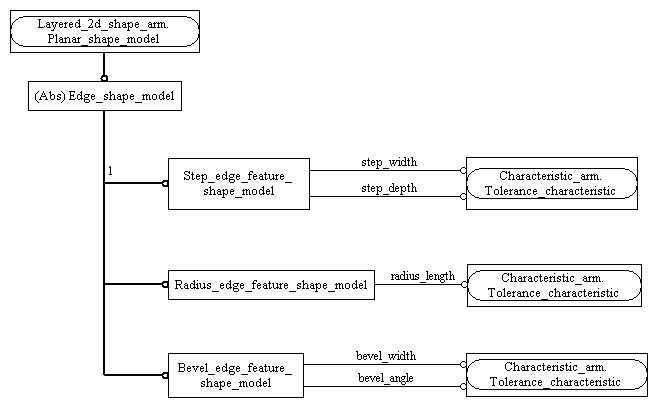 Layered_2d_shape_arm.
Planar_shape_model
(Abs) Edge_shape_model
1
Step_edge_feature_
shape_model
step_width
step_depth
Characteristic_arm.
Tolerance_characteristic
Radius_edge_feature_shape_model
radius_length
Characteristic_arm.
Tolerance_characteristic
Bevel_edge_feature_
shape_model
bevel_width
bevel_angle
Characteristic_arm.
Tolerance_characteristic